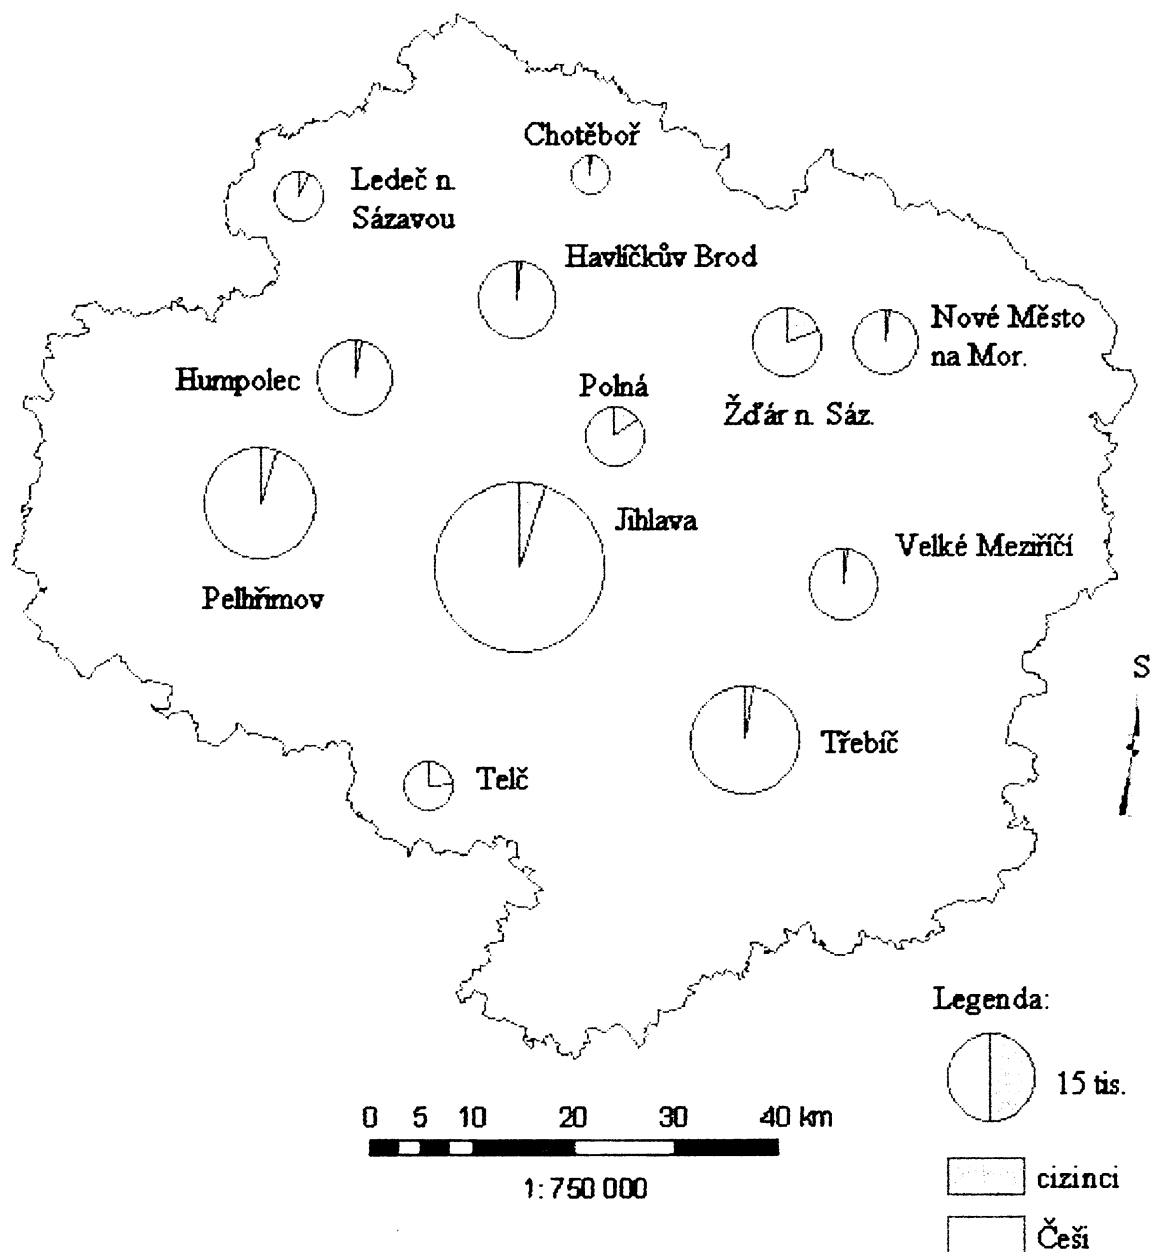 Chotěboř
Ledeč n.
Sázavou
Havlíčkův Brod
Nové Město
na Mor.
Humpolec
Polná
Žďár n. Sáz.
Jihlava
Velké Meziříčí
Pelhřimov
S
Třebíč
Telč
Legenda:
15 tis.
0 5 10 20 30 40 km
1: 750 000
cizinci
Češi